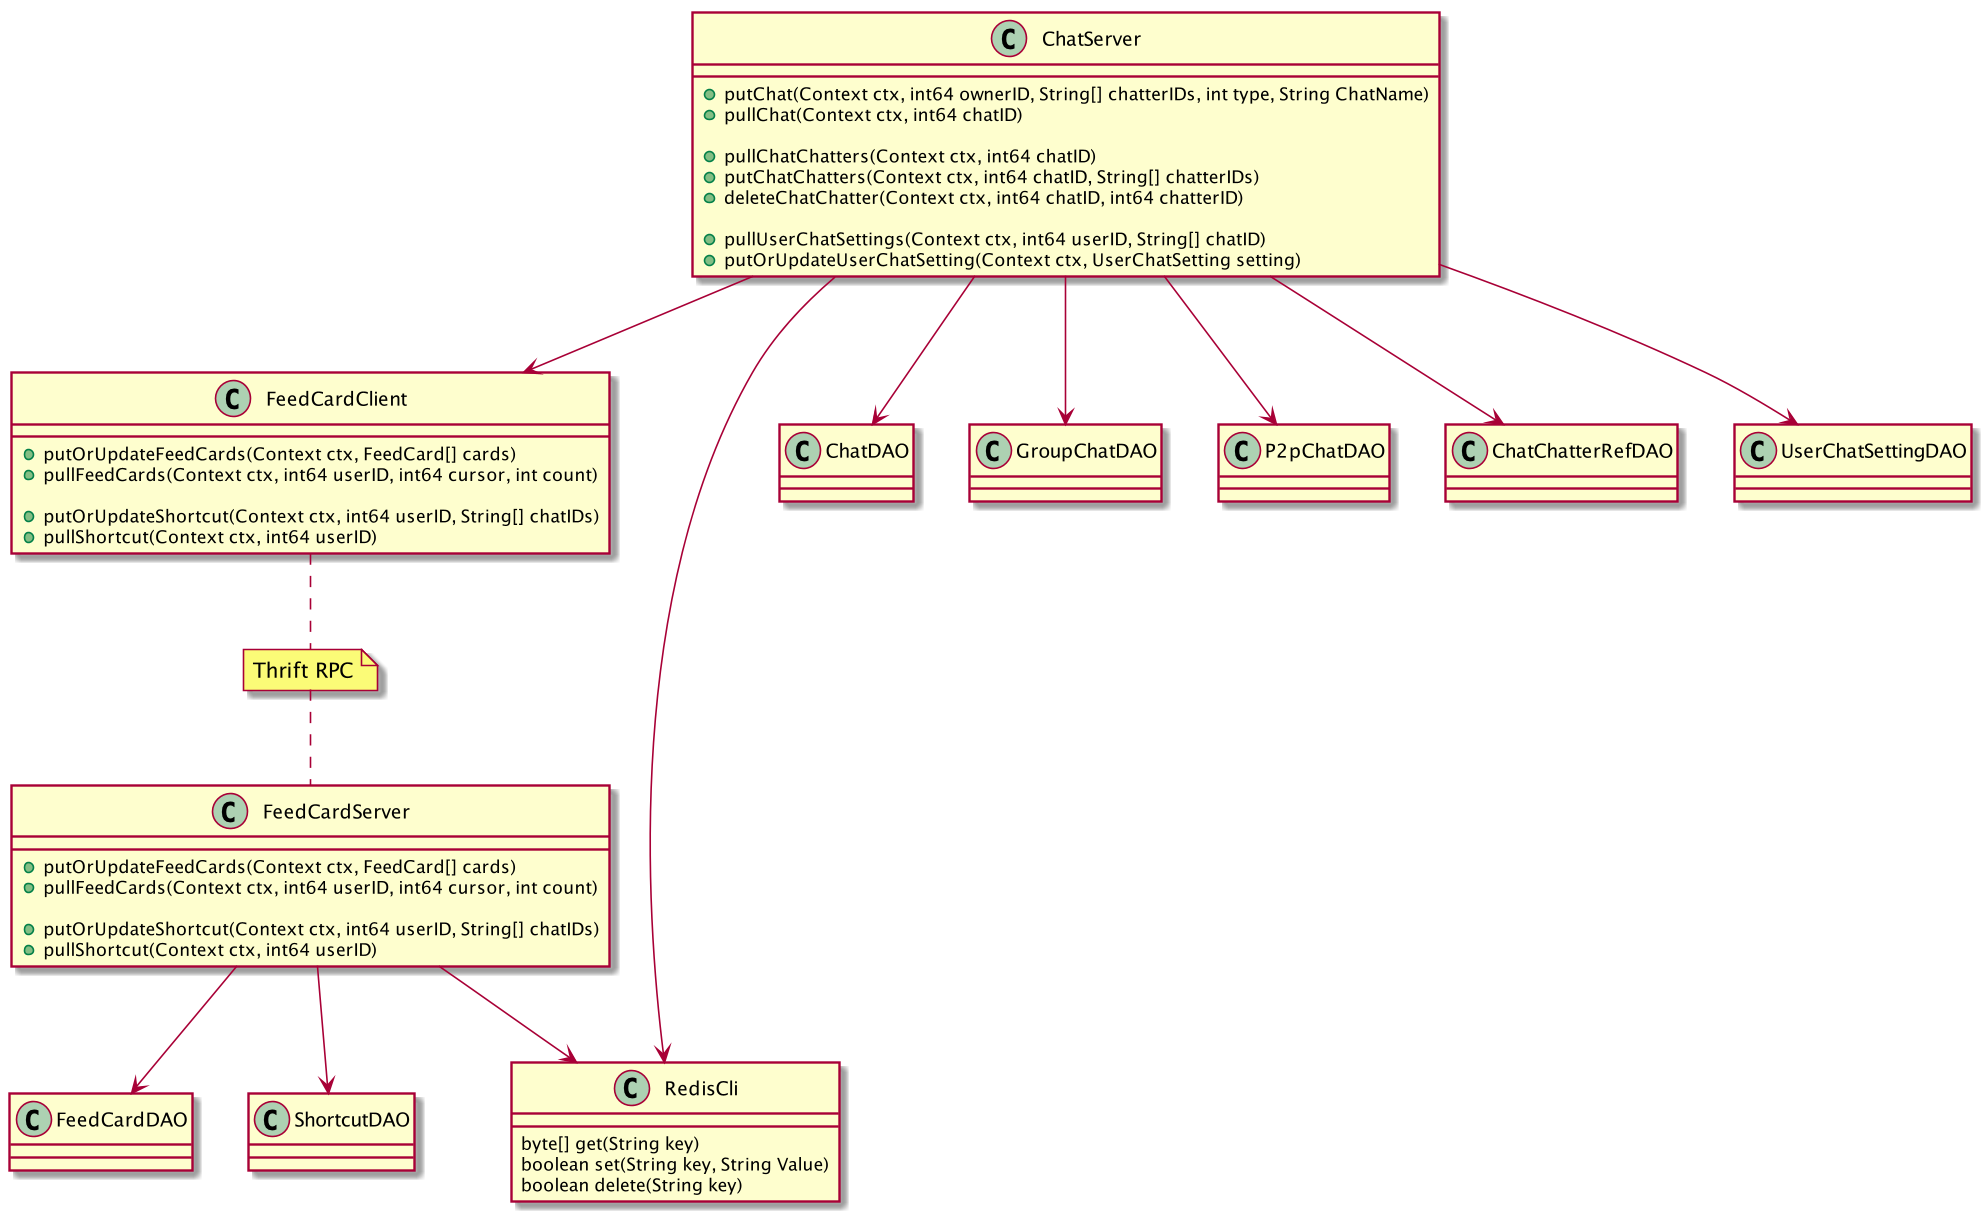 C ChatServer
putChat(Context ctx, int64 ownerID, String[] chatterIDs, int type, String ChatName)
pullChat(Context ctx, int64 chatID)
pullChatChatters(Context ctx, int64 chatID)
putChatChatters(Context ctx, int64 chatID, String[] chatterIDs)
deleteChatChatter(Context ctx, int64 chatID, int64 chatterID)
pullUserChatSettings(Context ctx, int64 userID, String[] chatID)
putOrUpdateUserChatSetting(Context ctx, UserChatSetting setting)
C FeedCardClient
putOrUpdateFeedCards(Context ctx, FeedCard[] cards)
pullFeedCards(Context ctx, int64 userID, int64 cursor, int count)
putOrUpdateShortcut(Context ctx, int64 userID, String[] chatIDs)
pullShortcut(Context ctx, int64 userID)
C ChatDAO
C GroupChatDAO
C P2pChatDAO
C ChatChatterRefDAO
C UserChatSettingDAO
Thrift RPC
C FeedCardServer
putOrUpdateFeedCards(Context ctx, FeedCard[] cards)
pullFeedCards(Context ctx, int64 userID, int64 cursor, int count)
putOrUpdateShortcut(Context ctx, int64 userID, String[] chatIDs)
pullShortcut(Context ctx, int64 userID)
C FeedCardDAO
C ShortcutDAO
C RedisCli
byte[] get(String key)
boolean set(String key, String Value)
boolean delete(String key)